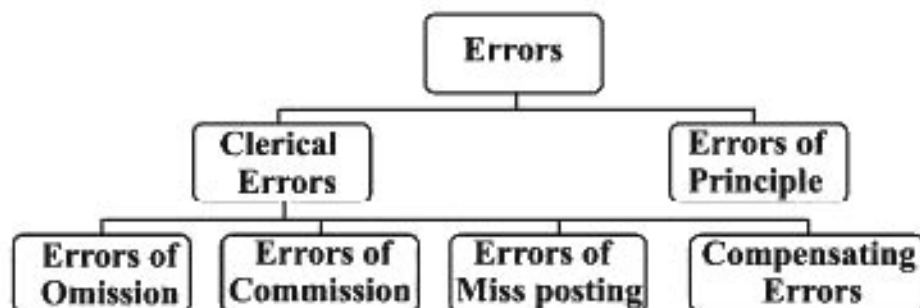 Errors
Clerical
Errors
Errors of
Principle
Errors of
Omission
Errors of
Commission
Errors of
Miss posting
Compensating
Errors